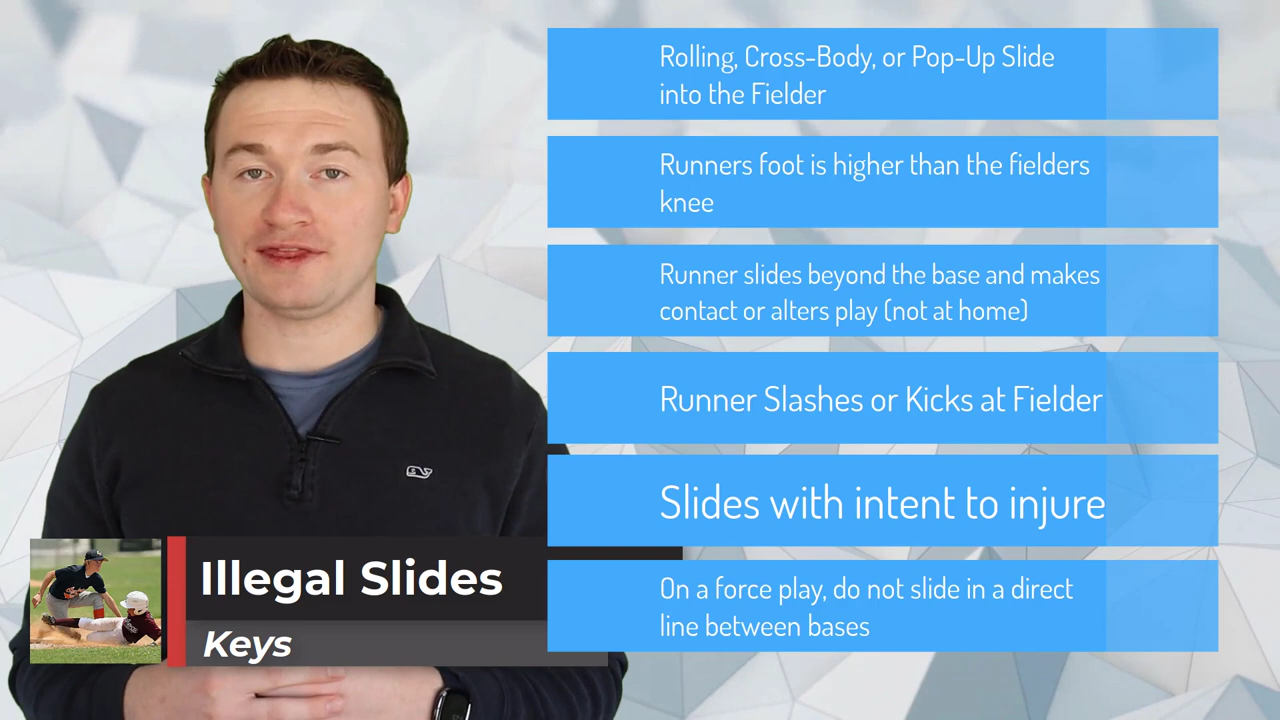 Rolling, Cross-Body, or Pop-Up Slide
into the Fielder
Runners foot is higher than the fielders
knee
Runner slides beyond the base and makes
contact or alters play (not at home)
Runner Slashes or Kicks at Fielder
Slides with intent to injure
On a force play, do not slide in a direct
line between bases
Illegal Slides
Keys